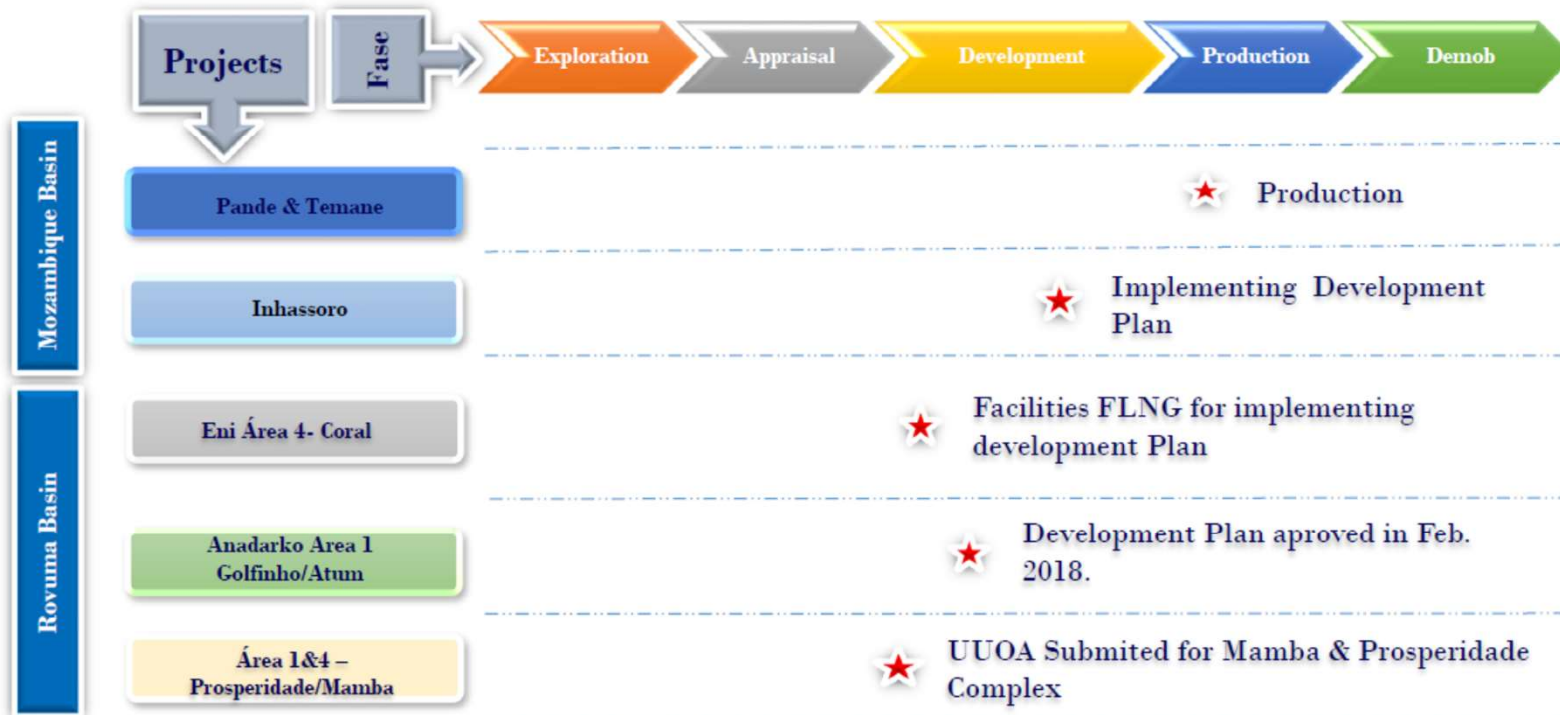 Projects
Fase
Exploration
Appraisal
Development
Production
Demob
Mozambique Basin
Pande & Temane
Production
Inhassoro
Implementing Development
Plan
Rovuma Basin
Eni Área 4- Coral
Facilities FLNG for implementing
development Plan
Anadarko Area 1
Golfinho/Atum
Development Plan aproved in Feb.
2018.
Área 1&4 –
Prosperidade/Mamba
UUOA Submited for Mamba & Prosperidade
Complex